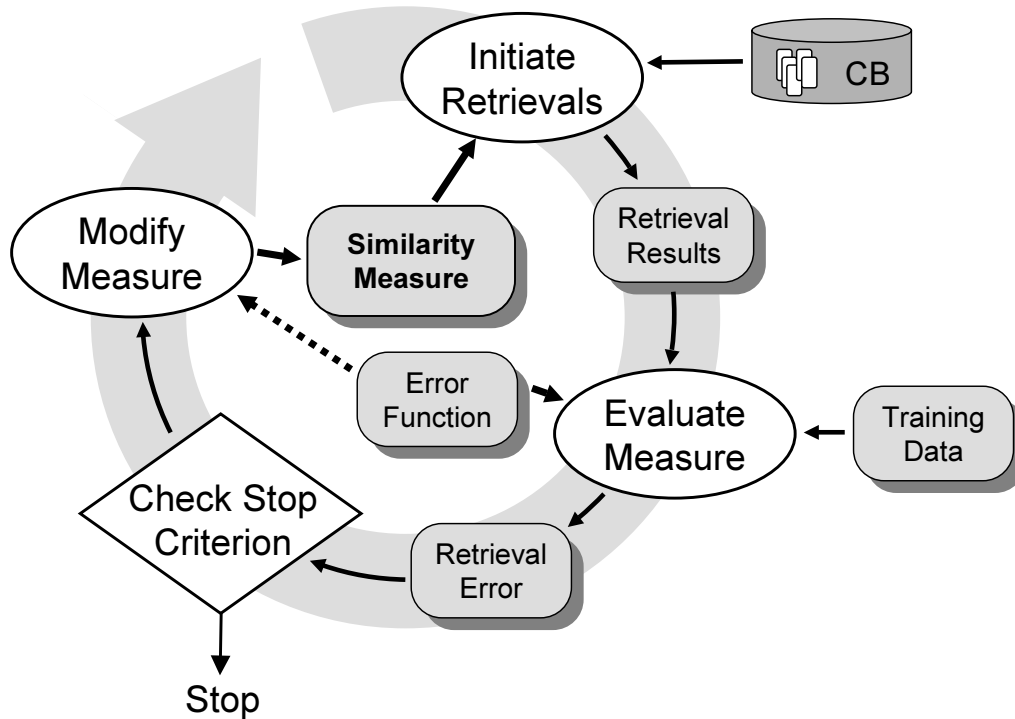 Initiate
Retrievals
CB
Retrieval
Results
Modify
Measure
Similarity
Measure
Error
Function
Evaluate
Measure
Training
Data
Check Stop
Criterion
Retrieval
Error
Stop